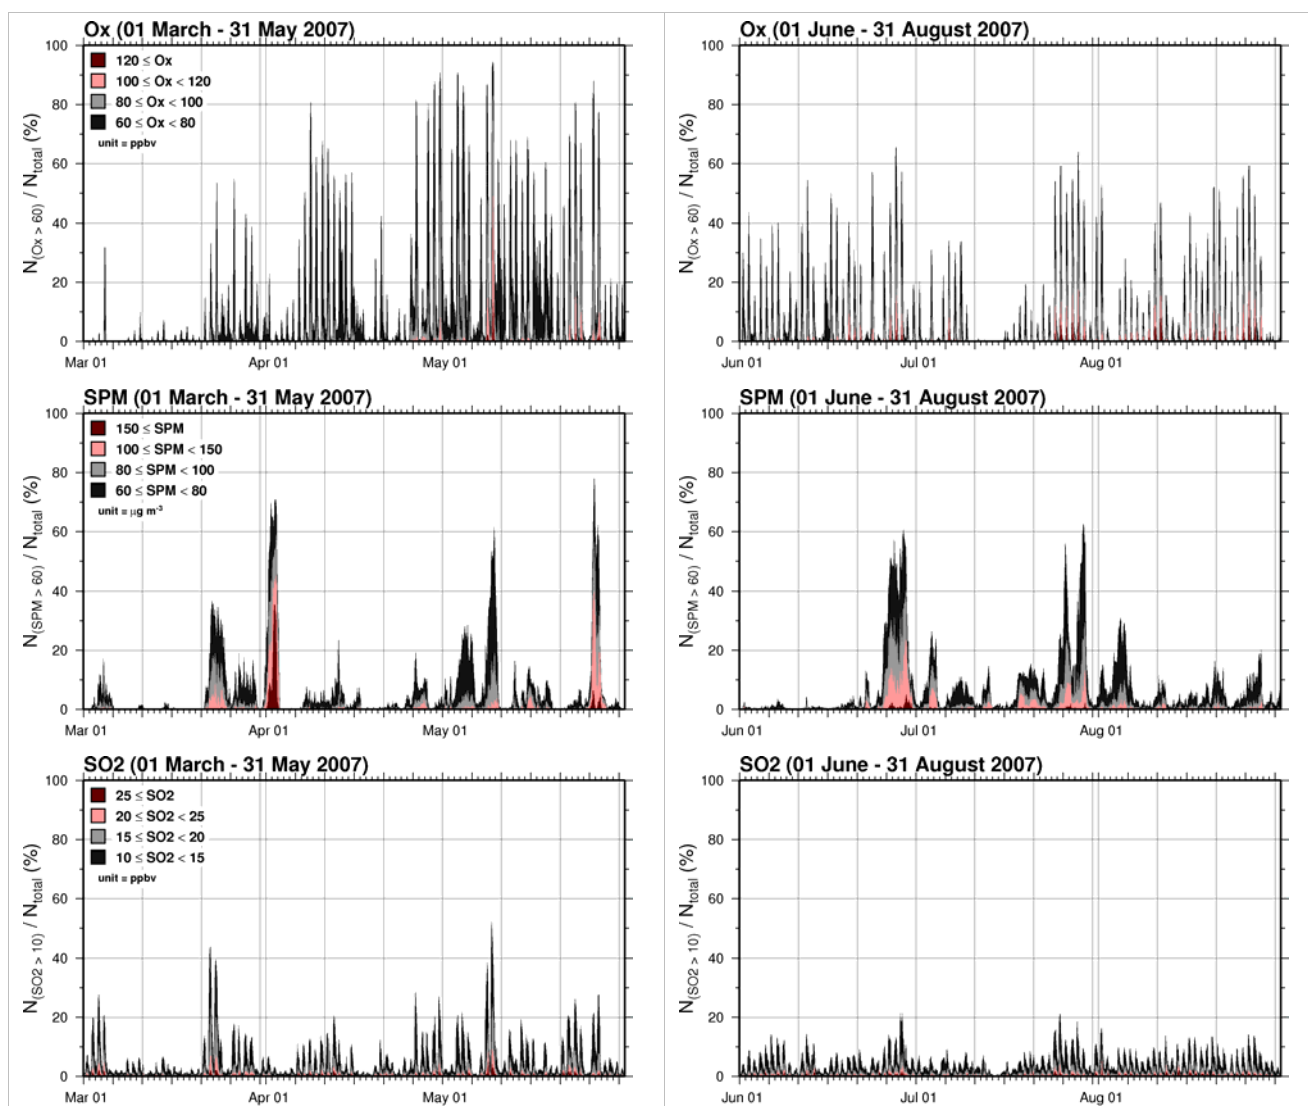 Ox (01 March - 31 May 2007)
100
80
60
40
20
0
N(Ox > 60) / Ntotal (%)
120 ≤ Ox
100 ≤ Ox < 120
80 ≤ Ox < 100
60 ≤ Ox < 80
unit = ppbv
Mar 01
Apr 01
May 01
Ox (01 June - 31 August 2007)
100
80
60
40
20
0
N(Ox > 60) / Ntotal (%)
Jun 01
Jul 01
Aug 01
SPM (01 March - 31 May 2007)
100
80
60
40
20
0
N(SPM > 60) / Ntotal (%)
150 ≤ SPM
100 ≤ SPM < 150
80 ≤ SPM < 100
60 ≤ SPM < 80
unit = μg m-3
Mar 01
Apr 01
May 01
SPM (01 June - 31 August 2007)
100
80
60
40
20
0
N(SPM > 60) / Ntotal (%)
Jun 01
Jul 01
Aug 01
SO2 (01 March - 31 May 2007)
100
80
60
40
20
0
N(SO2 > 10) / Ntotal (%)
25 ≤ SO2
20 ≤ SO2 < 25
15 ≤ SO2 < 20
10 ≤ SO2 < 15
unit = ppbv
Mar 01
Apr 01
May 01
SO2 (01 June - 31 August 2007)
100
80
60
40
20
0
N(SO2 > 10) / Ntotal (%)
Jun 01
Jul 01
Aug 01